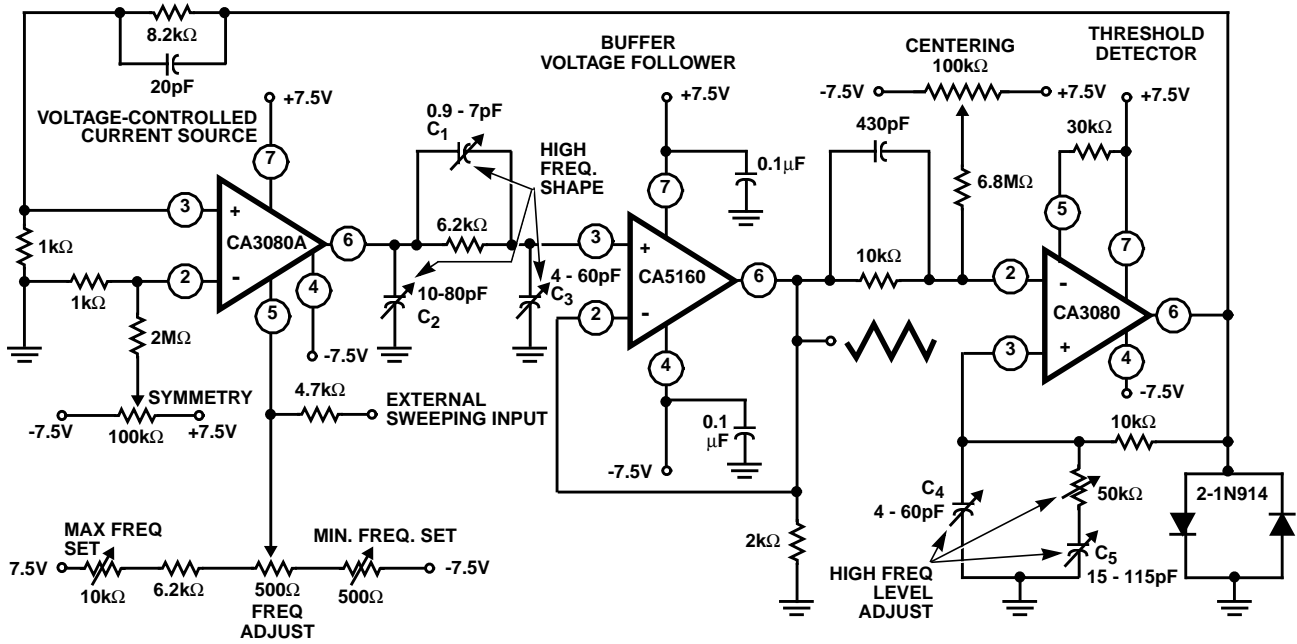 8.2kΩ
20pF
VOLTAGE-CONTROLLED
CURRENT SOURCE
+7.5V
7
3
+
CA3080A
6
2
-
4
5
-7.5V
1kΩ
1kΩ
2MΩ
SYMMETRY
-7.5V
100kΩ
+7.5V
4.7kΩ
EXTERNAL
SWEEPING INPUT
MAX FREQ
SET
7.5V
10kΩ
6.2kΩ
500Ω
FREQ
ADJUST
MIN. FREQ. SET
500Ω
-7.5V
0.9 - 7pF
C1
HIGH
FREQ.
SHAPE
6.2kΩ
10-80pF
C2
4 - 60pF
C3
BUFFER
VOLTAGE FOLLOWER
+7.5V
0.1µF
7
3
+
CA5160
6
2
-
4
0.1
µF
-7.5V
2kΩ
430pF
10kΩ
CENTERING
100kΩ
-7.5V
+7.5V
6.8MΩ
THRESHOLD
DETECTOR
+7.5V
30kΩ
5
7
2
-
CA3080
6
3
+
4
-7.5V
10kΩ
C4
4 - 60pF
50kΩ
C5
15 - 115pF
HIGH FREQ
LEVEL
ADJUST
2-1N914